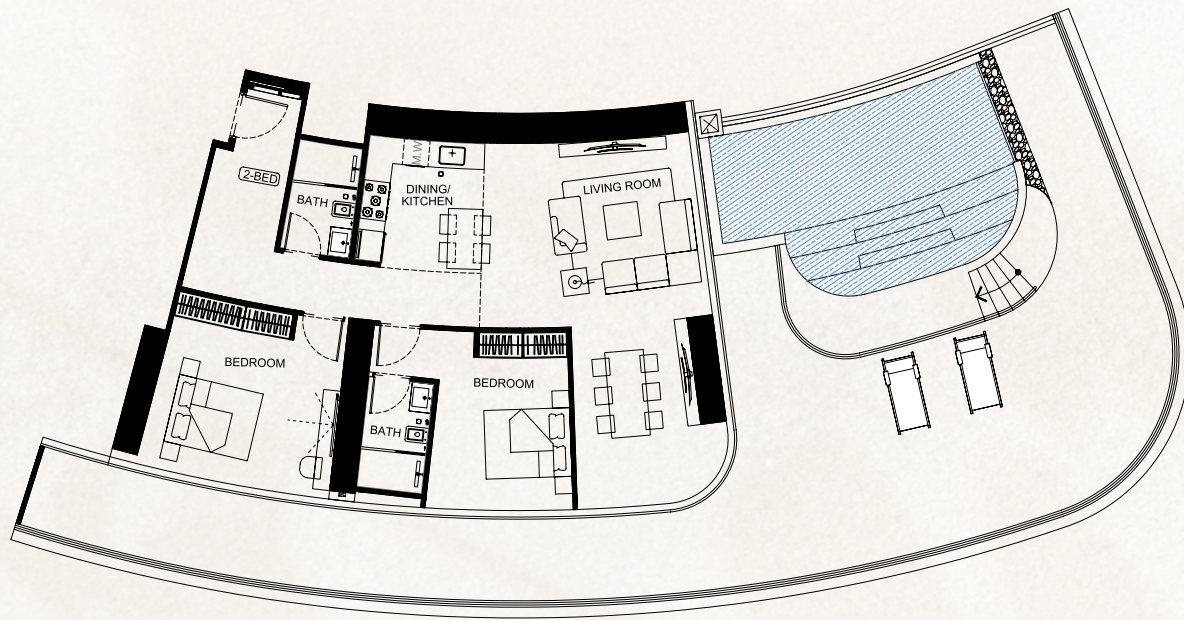 2-BED
BATH
M.W
DINING/
KITCHEN
LIVING ROOM
BEDROOM
BEDROOM
BATH